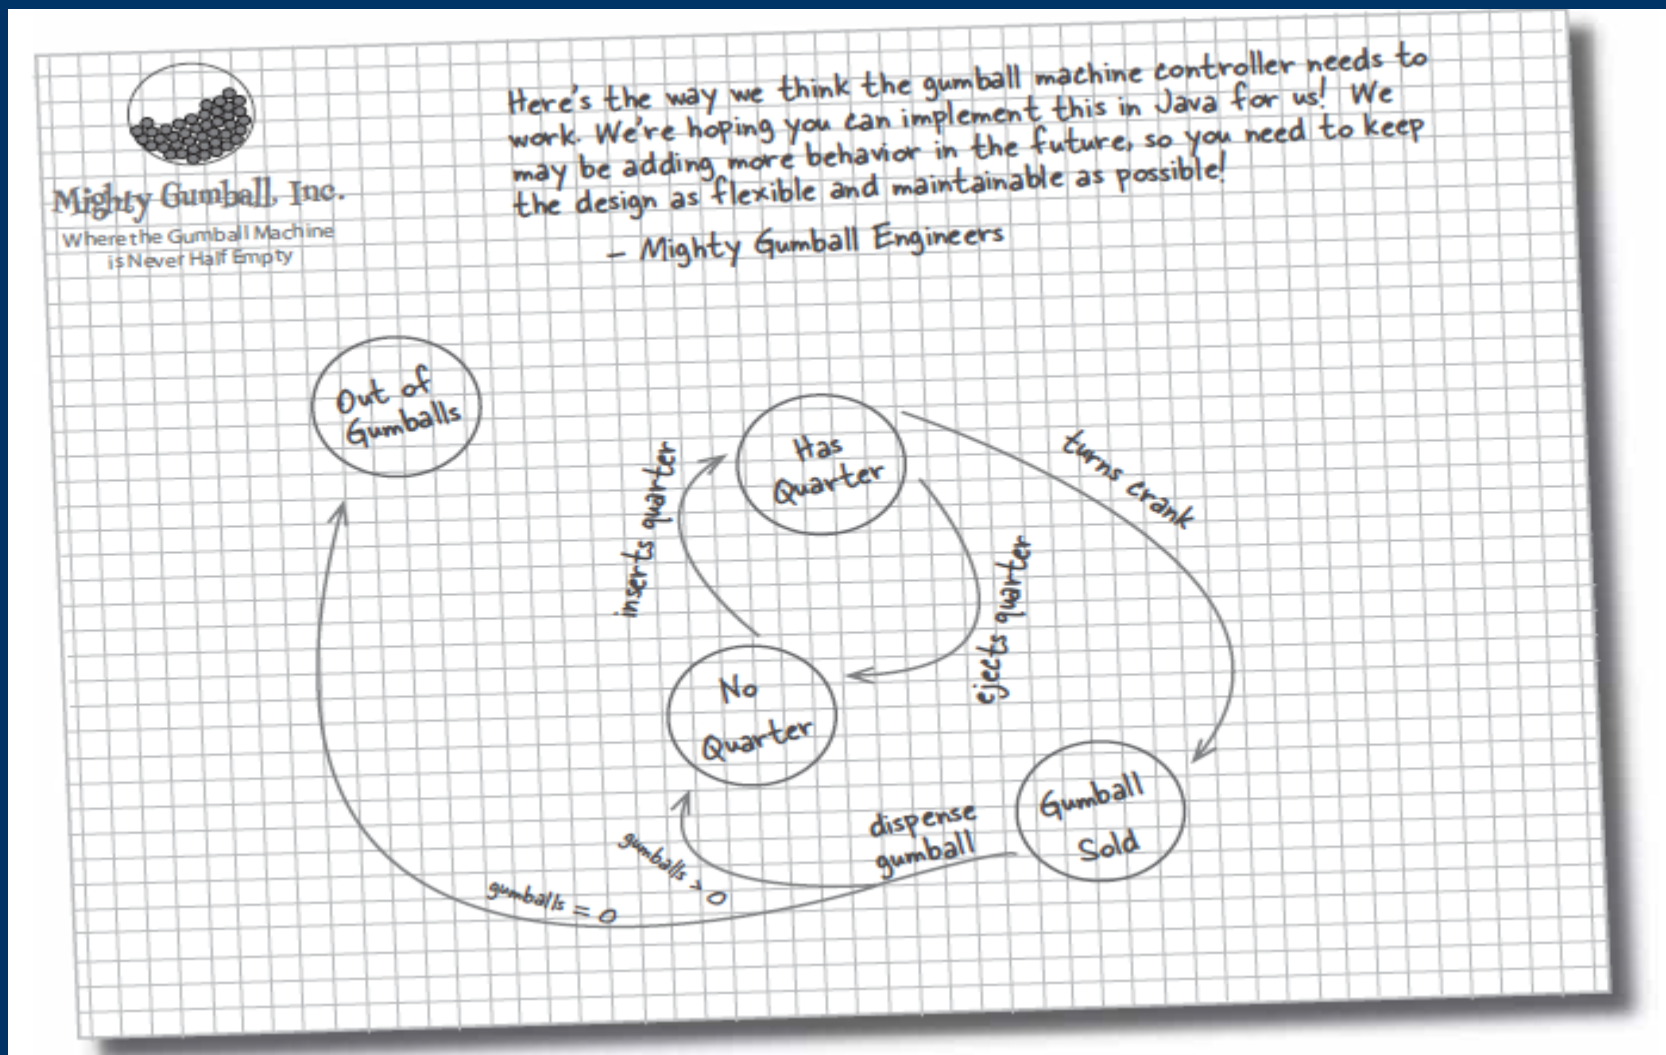 Here's the way we think the gumball machine controller needs to
work. We're hoping you can implement this in Java for us! We
may be adding more behavior in the future, so you need to keep
the design as flexible and maintainable as possible!
– Mighty Gumball Engineers
Mighty Gumball, Inc.
Where the Gumball Machine
is Never Half Empty
Out of
Gumballs
Has
Quarter
inserts quarter
turns crank
ejects quarter
No
Quarter
Gumball
Sold
dispense
gumball
gumballs > 0
gumballs = 0